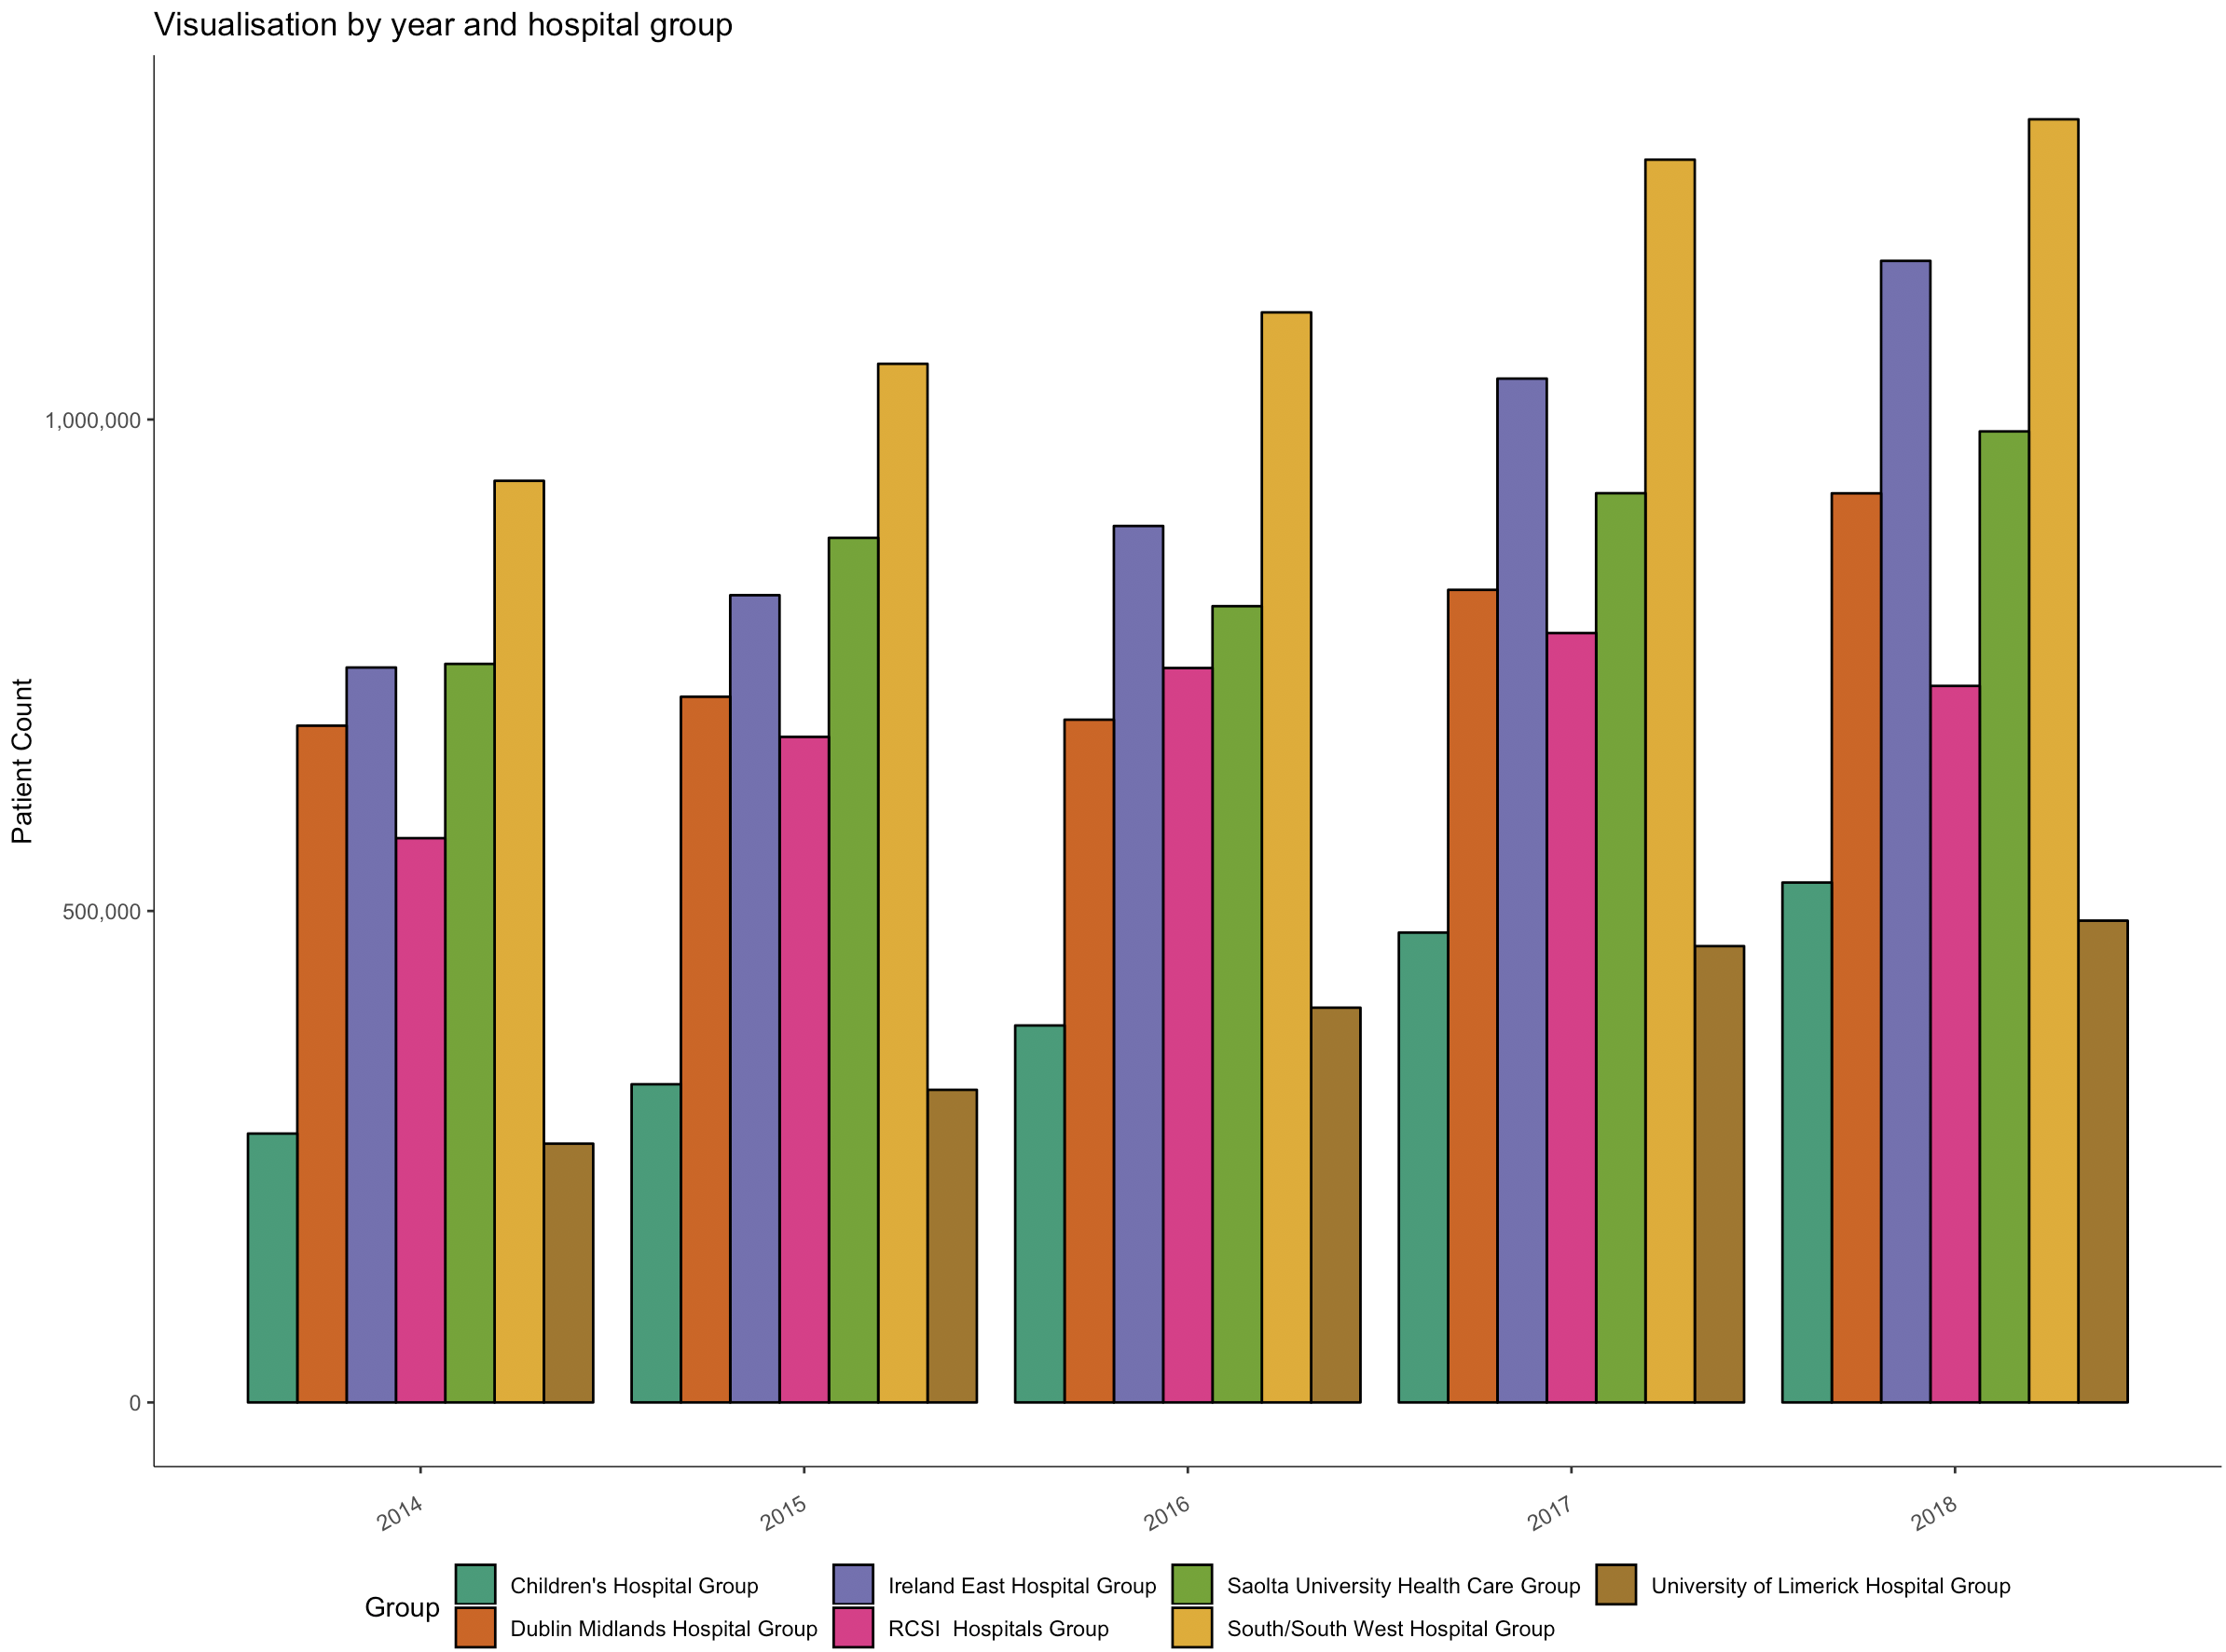 Visualisation by year and hospital group
Patient Count
1,000,000
500,000
0
2014
2015
2016
2017
2018
Group
Children's Hospital Group
Dublin Midlands Hospital Group
Ireland East Hospital Group
RCSI  Hospitals Group
Saolta University Health Care Group
South/South West Hospital Group
University of Limerick Hospital Group